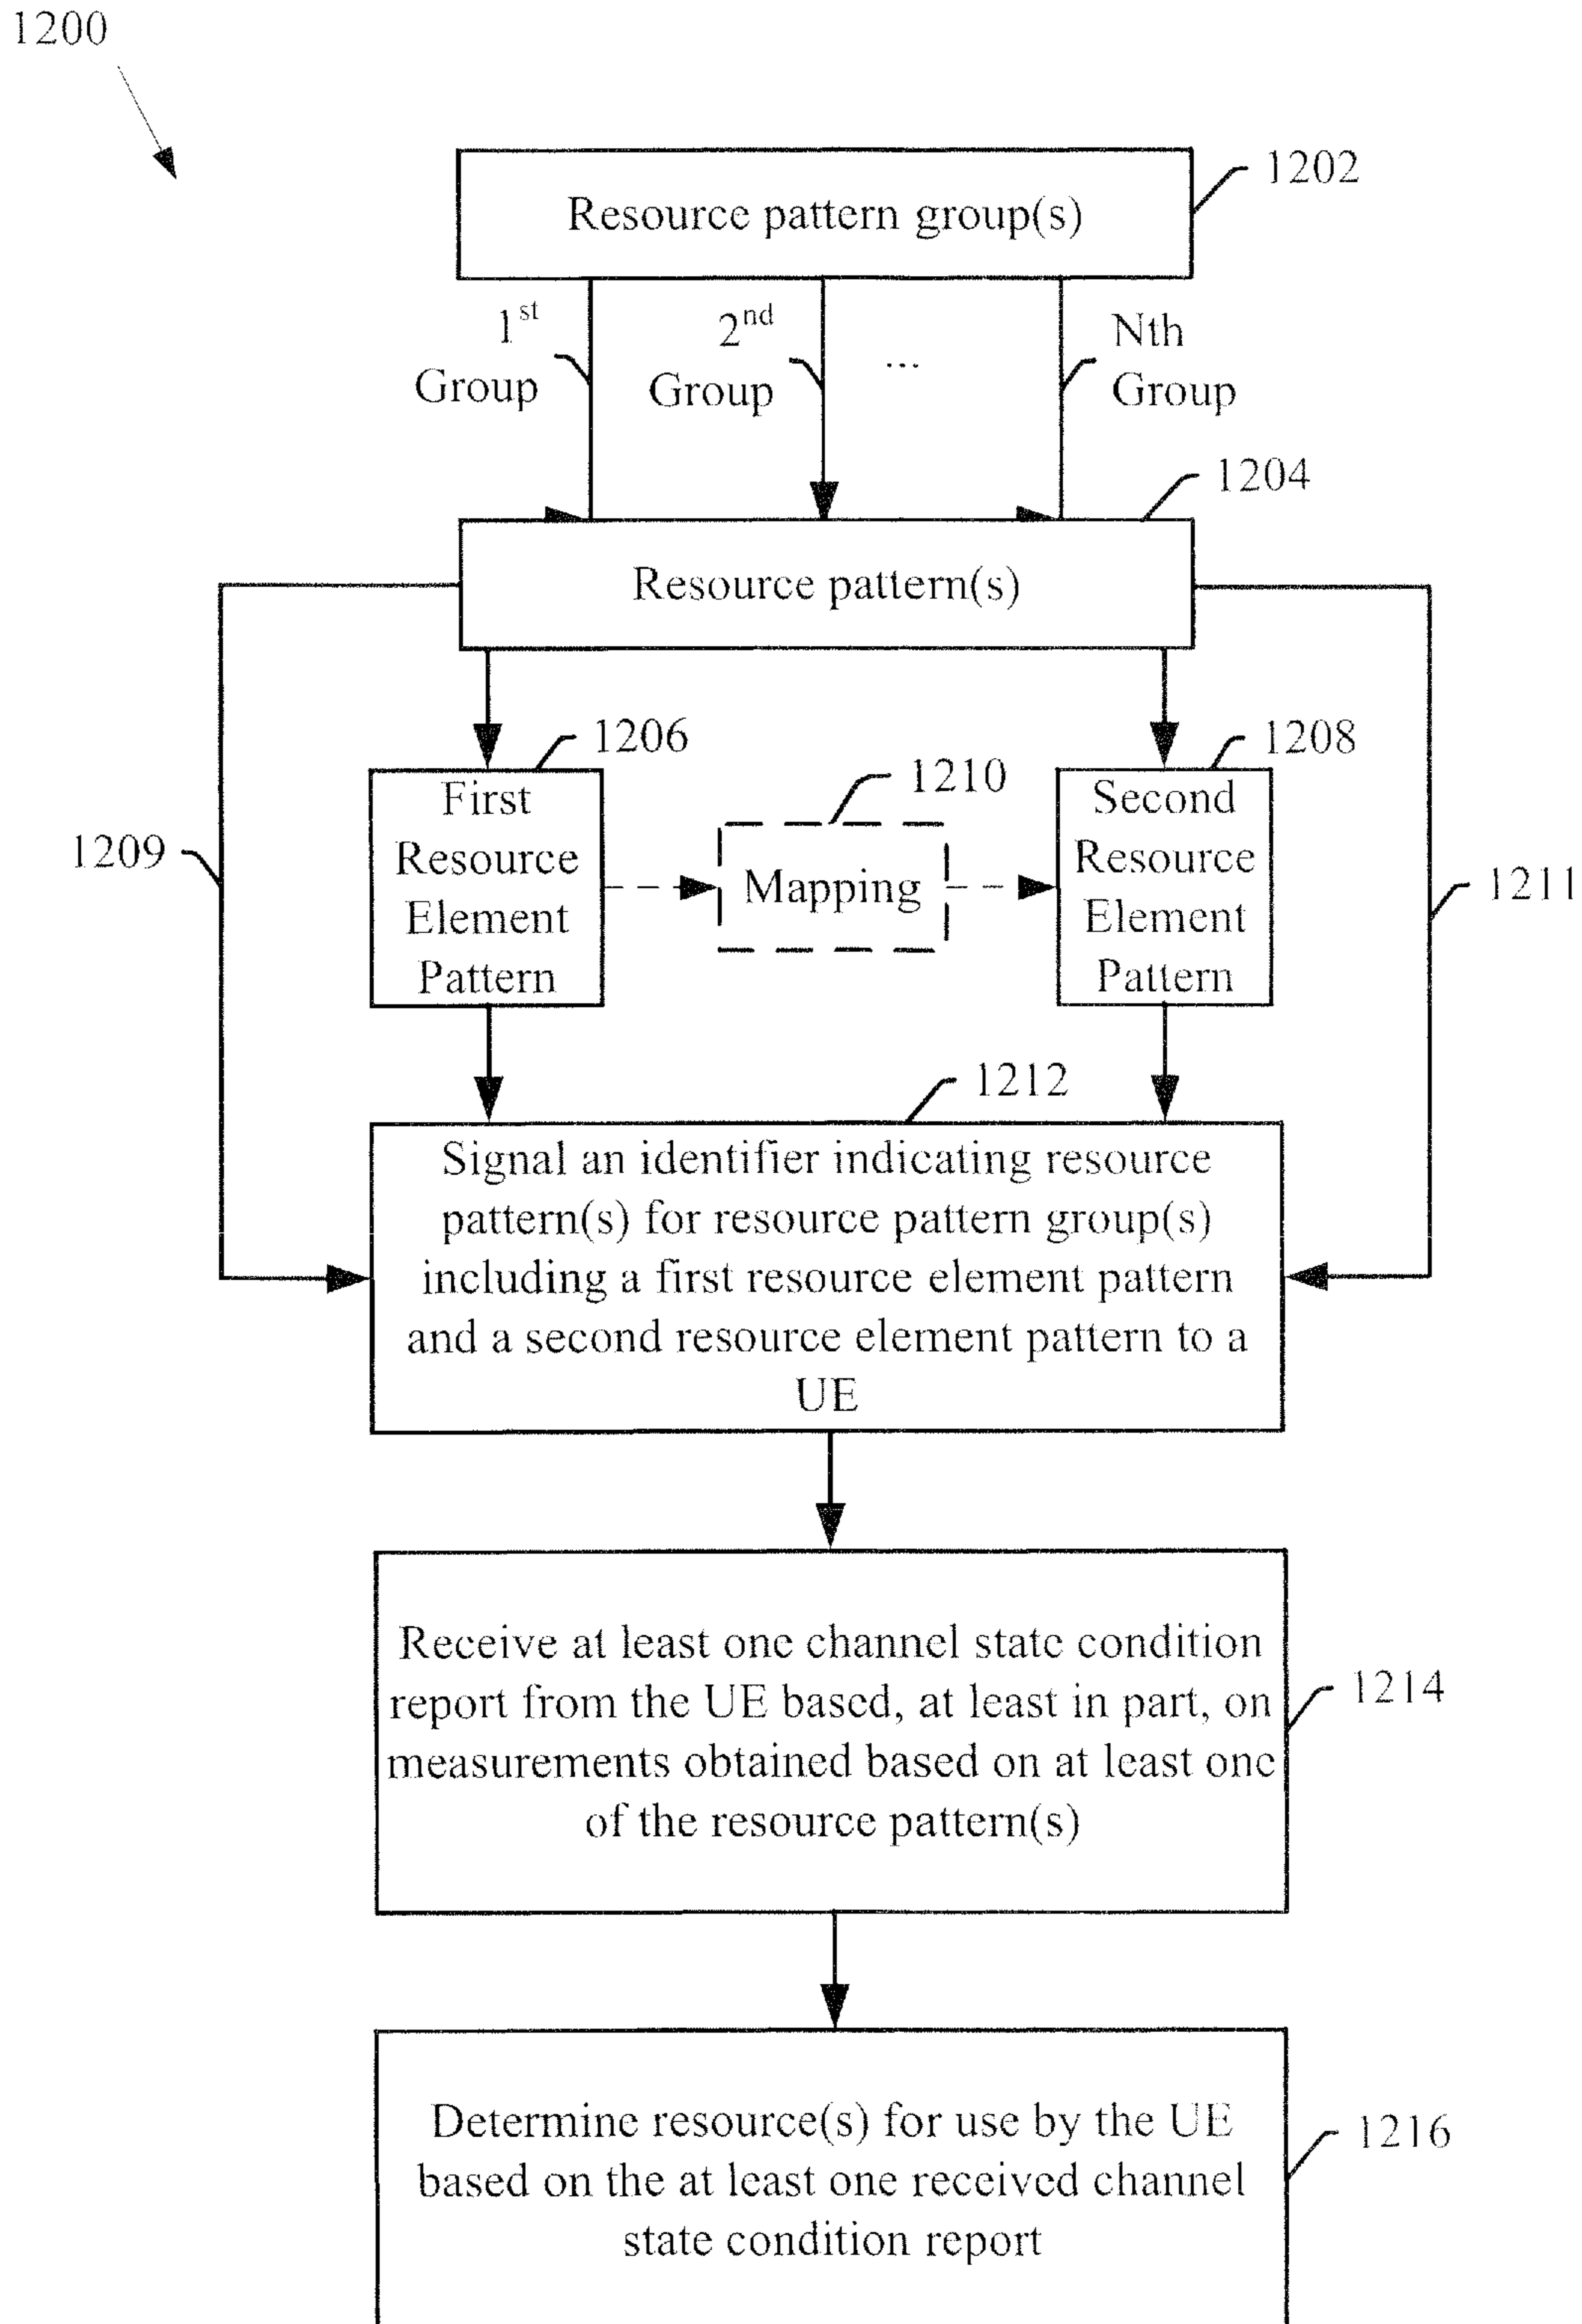 1200
1202
Resource pattern group(s)
1st
Group
2nd
Group
...
Nth
Group
1204
Resource pattern(s)
1206
First
Resource
Element
Pattern
1210
Mapping
1208
Second
Resource
Element
Pattern
1209
1211
1212
Signal an identifier indicating resource
pattern(s) for resource pattern group(s)
including a first resource element pattern
and a second resource element pattern to a
UE
Receive at least one channel state condition
report from the UE based, at least in part, on
measurements obtained based on at least one
of the resource pattern(s)
1214
Determine resource(s) for use by the UE
based on the at least one received channel
state condition report
1216